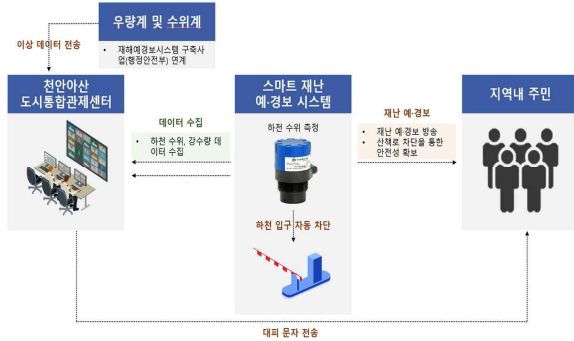 우량계 및 수위계
이상 데이터 전송
• 재해예경보시스템 구축사
업(행정안전부) 연계
천안아산
도시통합관제센터
스마트 재난
예·경보 시스템
지역내 주민
데이터 수집
• 하천 수위, 강수량 데
이터 수집
하천 수위 측정
재난 예·경보
• 재난 예·경보 방송
• 산책로 차단을 통한
안전성 확보
하천 입구 자동 차단
대피 문자 전송